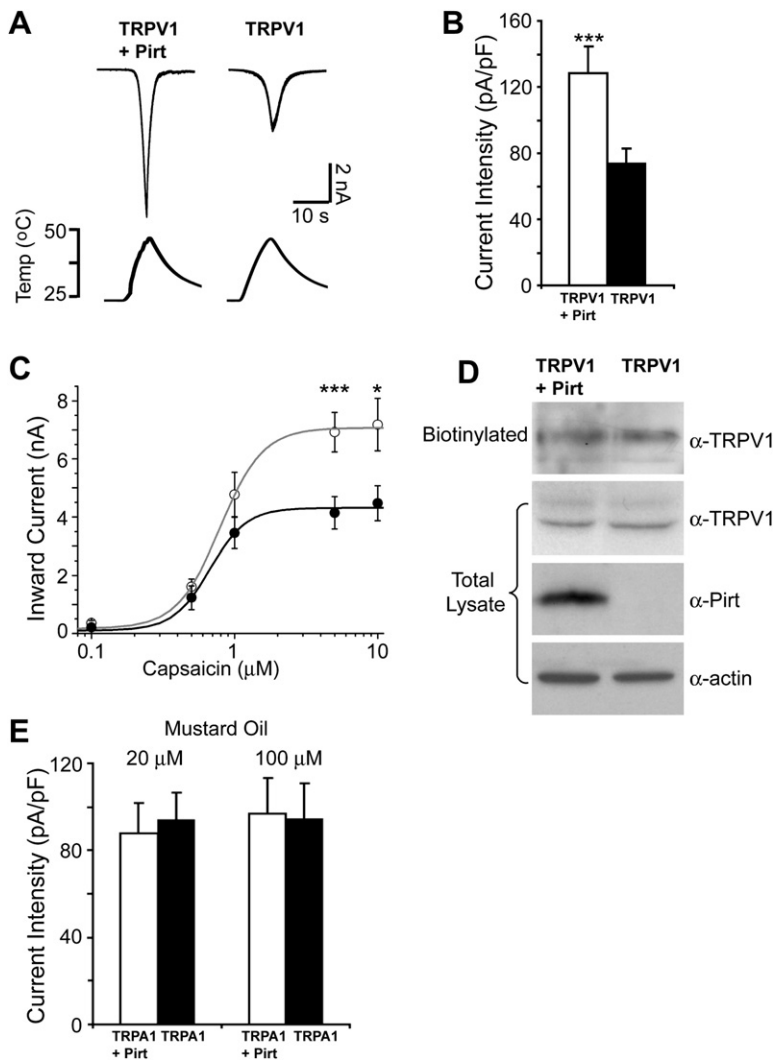 A
TRPV1
+ Pirt
TRPV1
2 nA
10 s
Temp (oC)
50
25
B
Current Intensity (pA/pF)
160
120
80
40
0
***
TRPV1
+ Pirt
TRPV1
C
Inward Current (nA)
8
6
4
2
0
*** *
0.1 1 10
Capsaicin (μM)
D
TRPV1
+ Pirt
TRPV1
Biotinylated
α-TRPV1
α-TRPV1
Total
Lysate
α-Pirt
α-actin
E
Mustard Oil
20 μM 100 μM
Current Intensity (pA/pF)
120
80
40
0
TRPA1
+ Pirt
TRPA1
TRPA1
+ Pirt
TRPA1